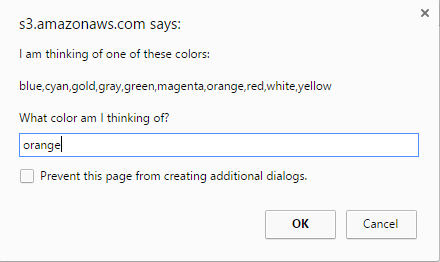 s3.amazonaws.com says:
I am thinking of one of these colors:
blue,cyan,gold,gray,green,magenta,orange,red,white,yellow
What color am I thinking of?
orange
Prevent this page from creating additional dialogs.
OK Cancel